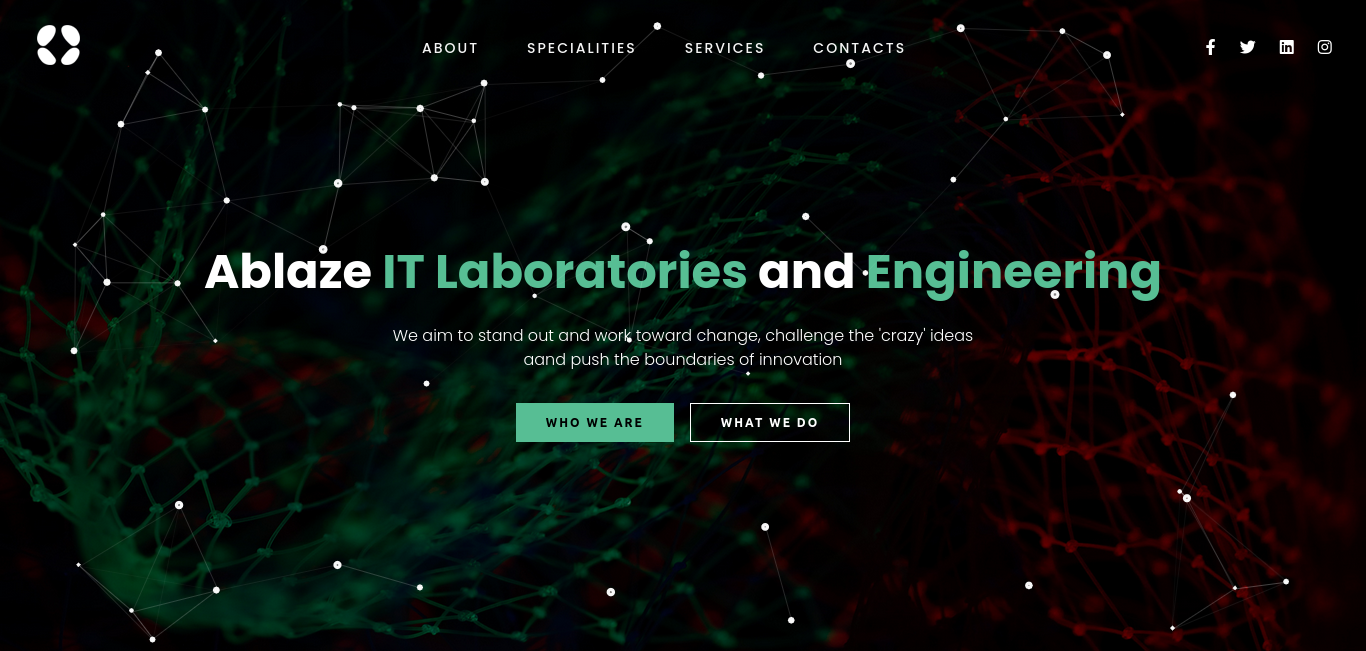 ABOUT SPECIALITIES SERVICES CONTACTS
Ablaze IT Laboratories and Engineering
We aim to stand out and work toward change, challenge the 'crazy' ideas
aand push the boundaries of innovation
WHO WE ARE WHAT WE DO